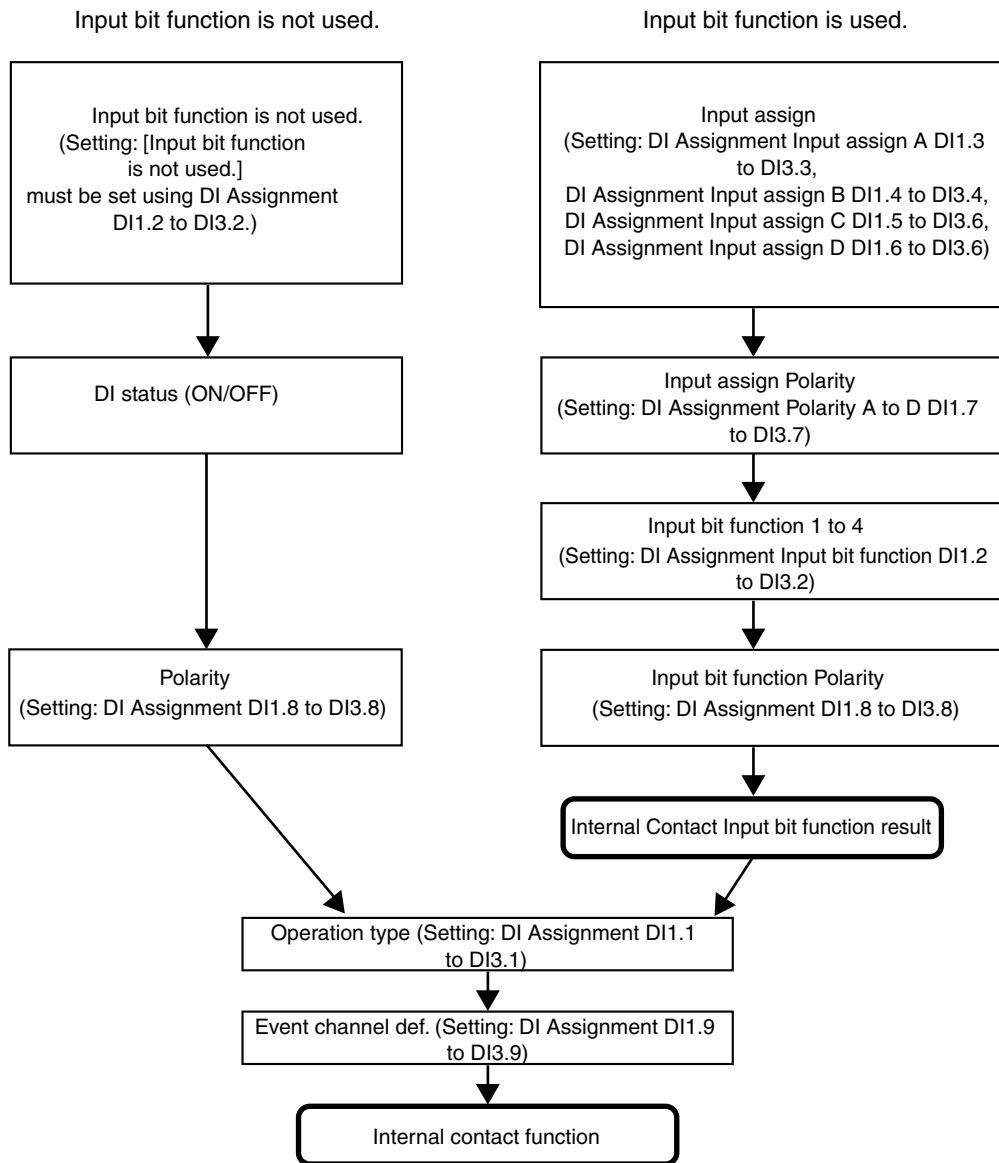 Input bit function is not used.
Input bit function is used.
Input bit function is not used.
(Setting: [Input bit function
is not used.]
must be set using DI Assignment
DI1.2 to DI3.2.)
Input assign
(Setting: DI Assignment Input assign A DI1.3
to DI3.3,
DI Assignment Input assign B DI1.4 to DI3.4,
DI Assignment Input assign C DI1.5 to DI3.6,
DI Assignment Input assign D DI1.6 to DI3.6)
DI status (ON/OFF)
Input assign Polarity
(Setting: DI Assignment Polarity A to D DI1.7
to DI3.7)
Input bit function 1 to 4
(Setting: DI Assignment Input bit function DI1.2
to DI3.2)
Polarity
(Setting: DI Assignment DI1.8 to DI3.8)
Input bit function Polarity
(Setting: DI Assignment DI1.8 to DI3.8)
Internal Contact Input bit function result
Operation type (Setting: DI Assignment DI1.1
to DI3.1)
Event channel def. (Setting: DI Assignment DI1.9
to DI3.9)
Internal contact function